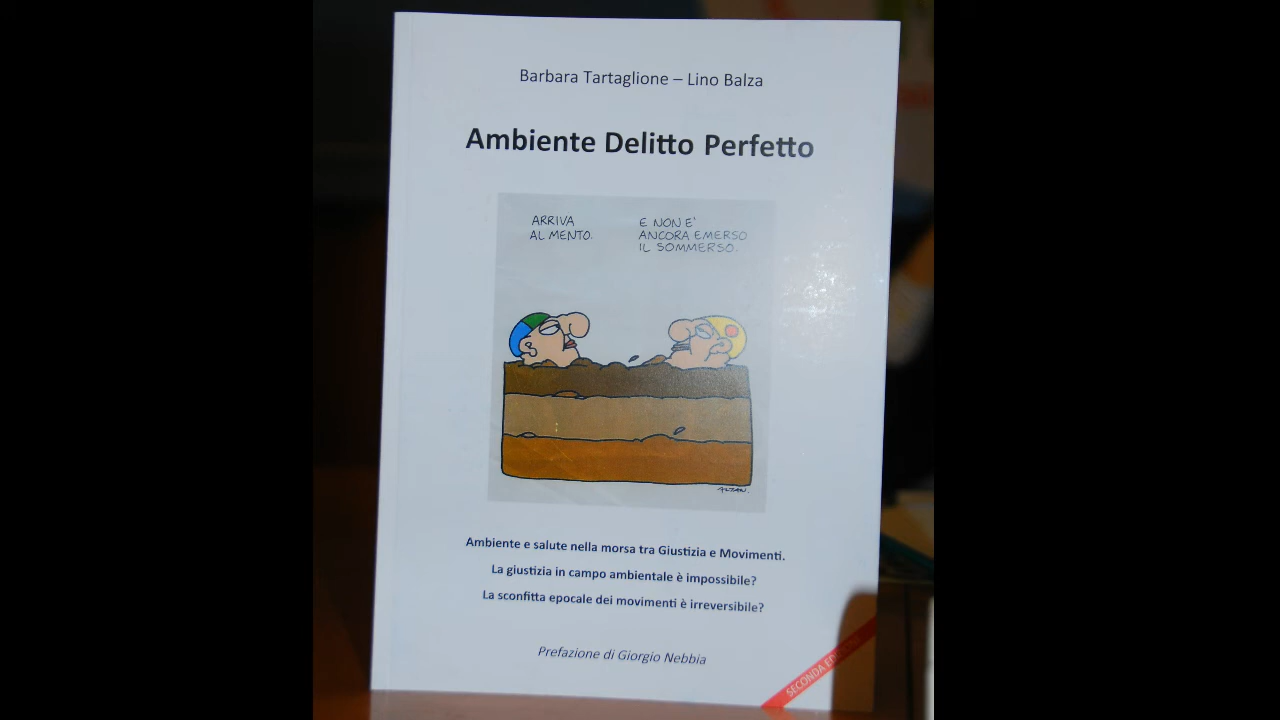 Barbara Tartaglione – Lino Balza
Ambiente Delitto Perfetto
ARRIVA
AL MENTO.
E NON E'
ANCORA EMERSO
IL SOMMERSO.
ALTAN.
Ambiente e salute nella morsa tra Giustizia e Movimenti.
La giustizia in campo ambientale è impossibile?
La sconfitta epocale dei movimenti è irreversibile?
Prefazione di Giorgio Nebbia
SECONDA